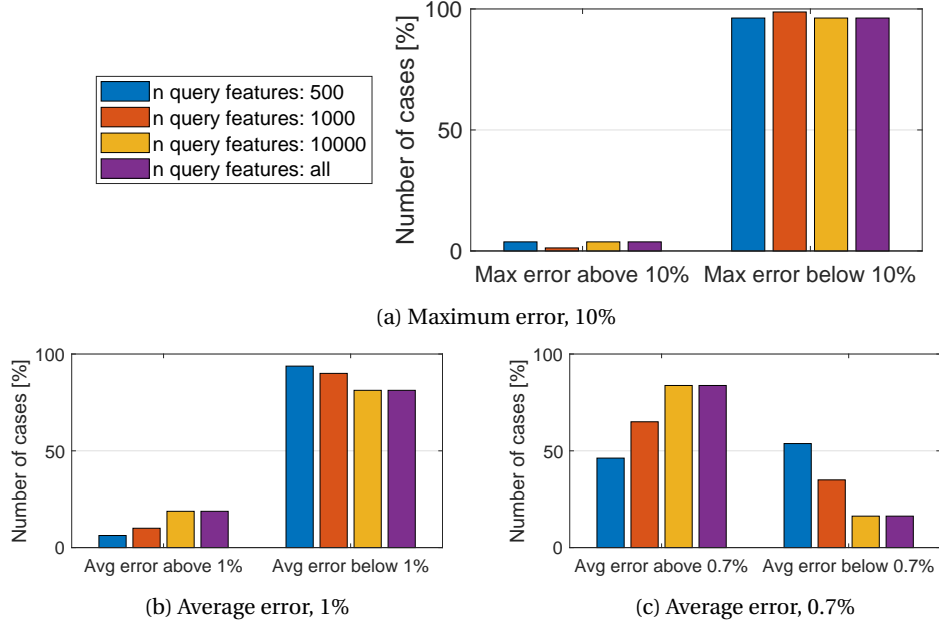 n query features: 500
n query features: 1000
n query features: 10000
n query features: all
Number of cases [%]
100
50
0
Max error above 10%
Max error below 10%
(a) Maximum error, 10%
Number of cases [%]
100
50
0
Avg error above 1%
Avg error below 1%
(b) Average error, 1%
Number of cases [%]
100
50
0
Avg error above 0.7%
Avg error below 0.7%
(c) Average error, 0.7%